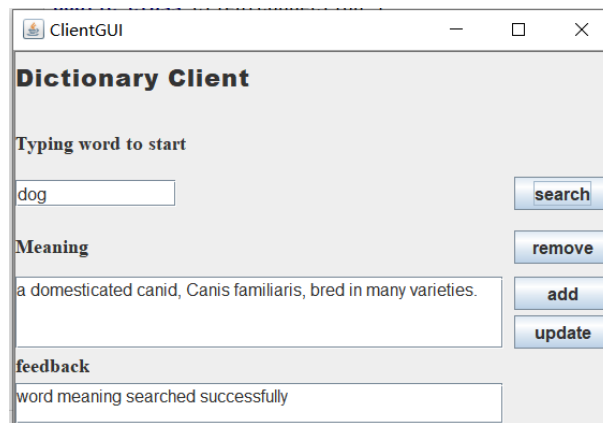 ClientGUI
Dictionary Client
Typing word to start
dog
search
Meaning
remove
a domesticated canid, Canis familiaris, bred in many varieties.
add
update
feedback
word meaning searched successfully